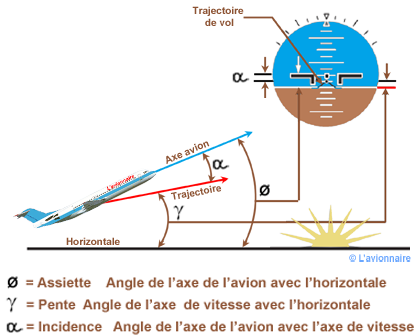 Trajectoire
de vol
α
Axe avion
L'avionnaire
α
Trajectoire
Ø
γ
Horizontale
© L'avionnaire
Ø = Assiette Angle de l'axe de l'avion avec l'horizontale
γ = Pente Angle de l'axe de vitesse avec l'horizontale
α = Incidence Angle de l'axe de l'avion avec l'axe de vitesse